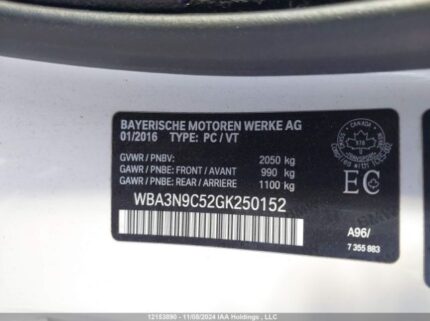 BAYERISCHE MOTOREN WERKE AG
01/2016 TYPE: PC / VT
GVWR / PNBV: 2050 kg
GAWR / PNBE: FRONT / AVANT 990 kg
GAWR / PNBE: REAR / ARRIERE 1100 kg
WBA3N9C52GK250152
CANADA
TRANSPORT
EC
A96/
7 355 883
12153890 - 11/05/2024 IAA Holdings , LLC